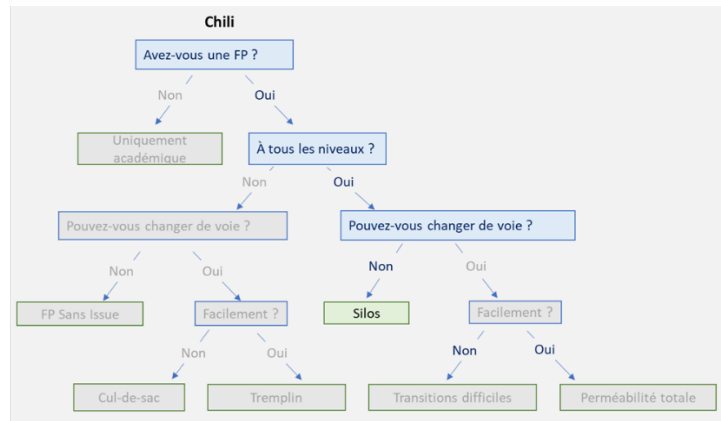 Chili
Avez-vous une FP ?
Non
Oui
Uniquement
académique
À tous les niveaux ?
Non
Oui
Pouvez-vous changer de voie ?
Pouvez-vous changer de voie ?
Non
Oui
Non
Oui
FP Sans Issue
Facilement ?
Silos
Facilement ?
Non
Oui
Non
Oui
Cul-de-sac
Tremplin
Transitions difficiles
Perméabilité totale